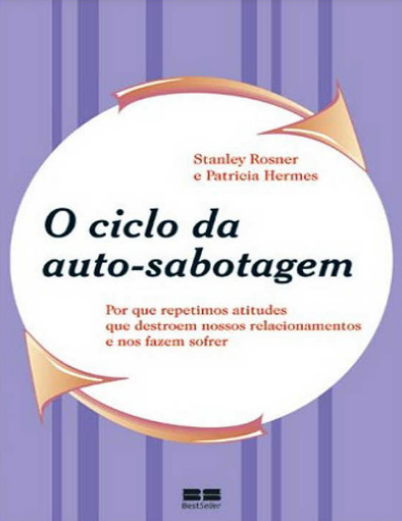 Stanley Rosner
e Patricia Hermes
O ciclo da
auto-sabotagem
Por que repetimos atitudes
que destroem nossos relacionamentos
e nos fazem sofrer
BS
BestSeller